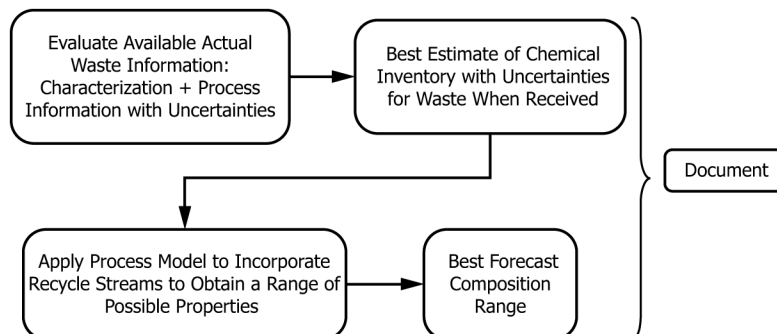 Evaluate Available Actual
Waste Information:
Characterization + Process
Information with Uncertainties
Best Estimate of Chemical
Inventory with Uncertainties
for Waste When Received
Document
Apply Process Model to Incorporate
Recycle Streams to Obtain a Range of
Possible Properties
Best Forecast
Composition
Range